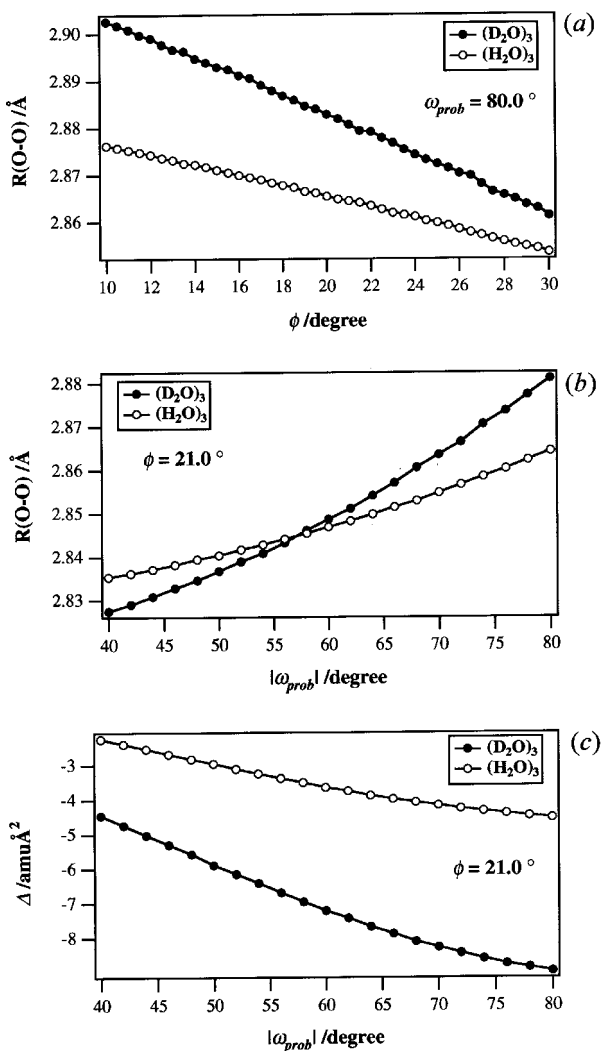 (a)
(D₂O)₃
(H₂O)₃
ω_prob = 80.0 °
R(O-O) /Å
2.90
2.89
2.88
2.87
2.86
10 12 14 16 18 20 22 24 26 28 30
ϕ /degree
(b)
(D₂O)₃
(H₂O)₃
ϕ = 21.0 °
R(O-O) /Å
2.88
2.87
2.86
2.85
2.84
2.83
40 45 50 55 60 65 70 75 80
|ω_prob| /degree
(c)
(D₂O)₃
(H₂O)₃
ϕ = 21.0 °
Δ /amuÅ²
-3
-4
-5
-6
-7
-8
40 45 50 55 60 65 70 75 80
|ω_prob| /degree